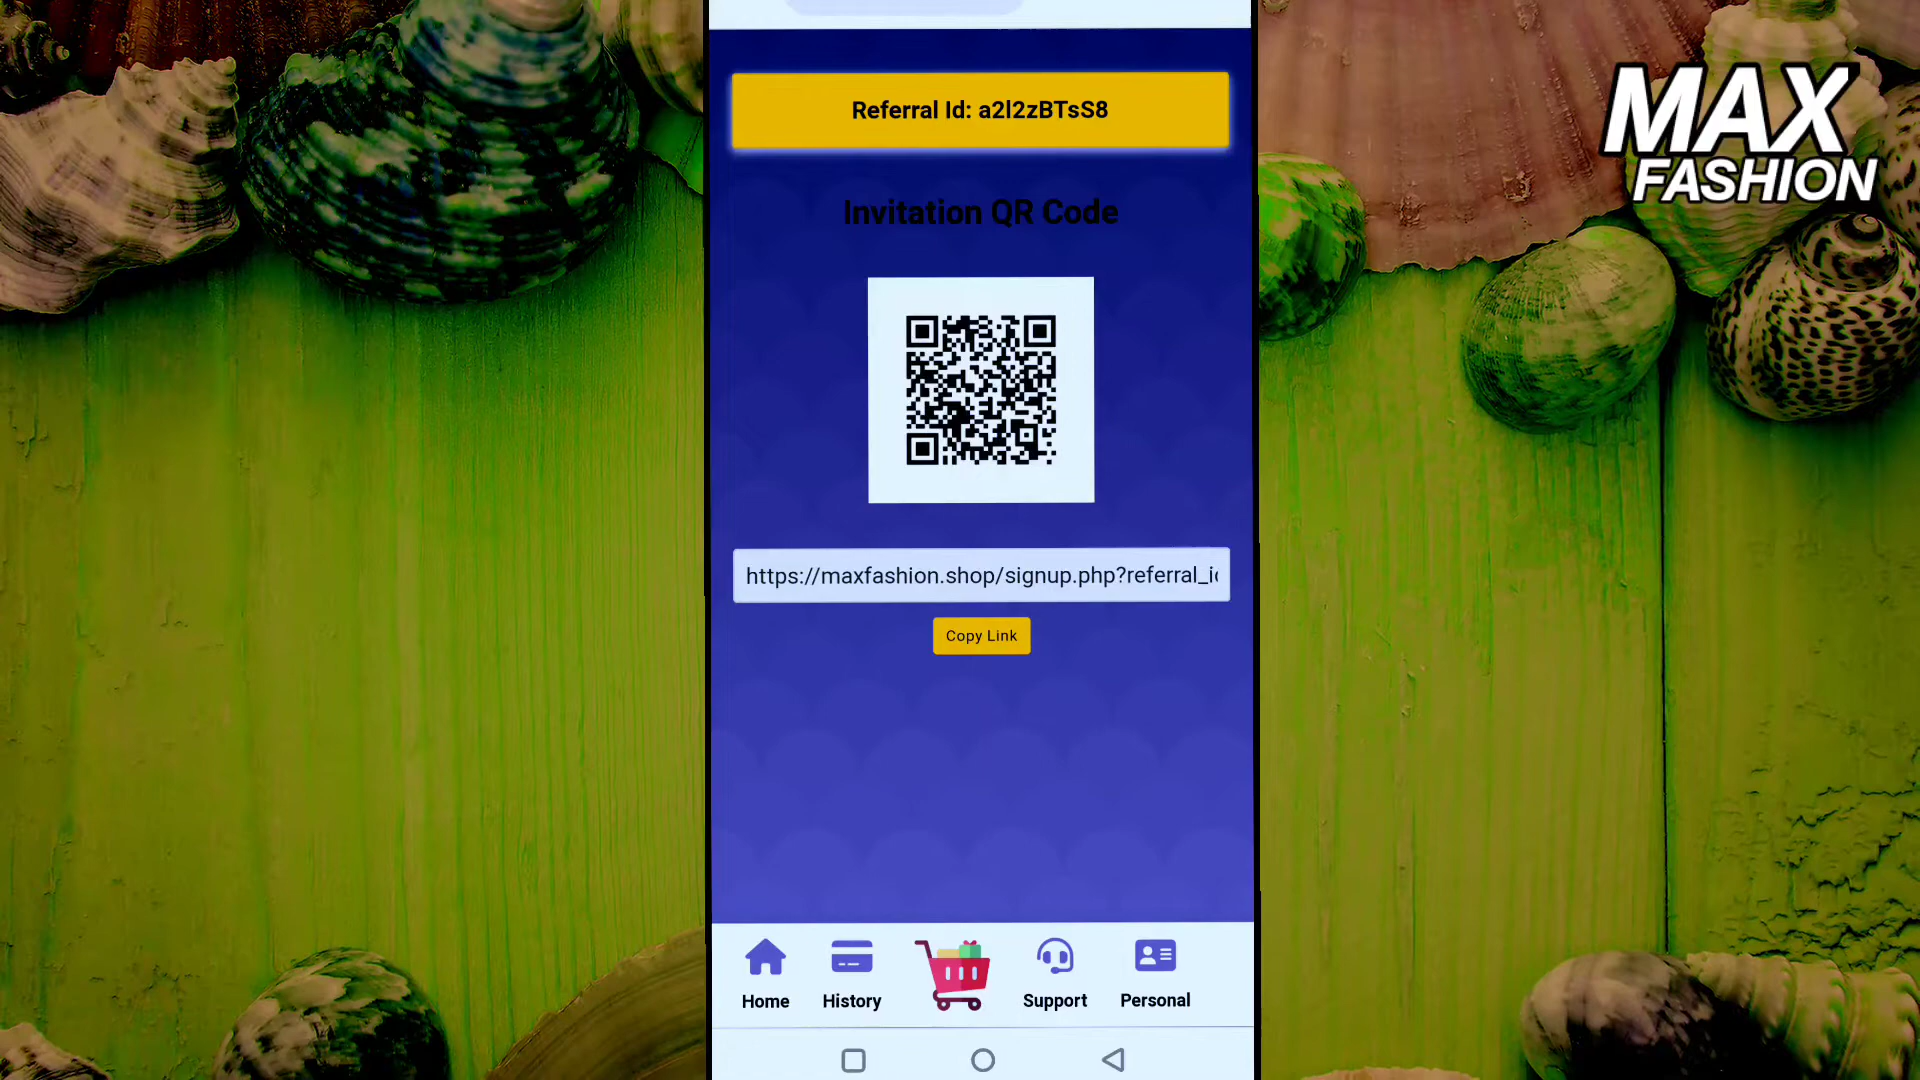 MAX
FASHION
Referral Id: a2l2zBTsS8
Invitation QR Code
https://maxfashion.shop/signup.php?referral_i
Copy Link
Home
History
Support
Personal